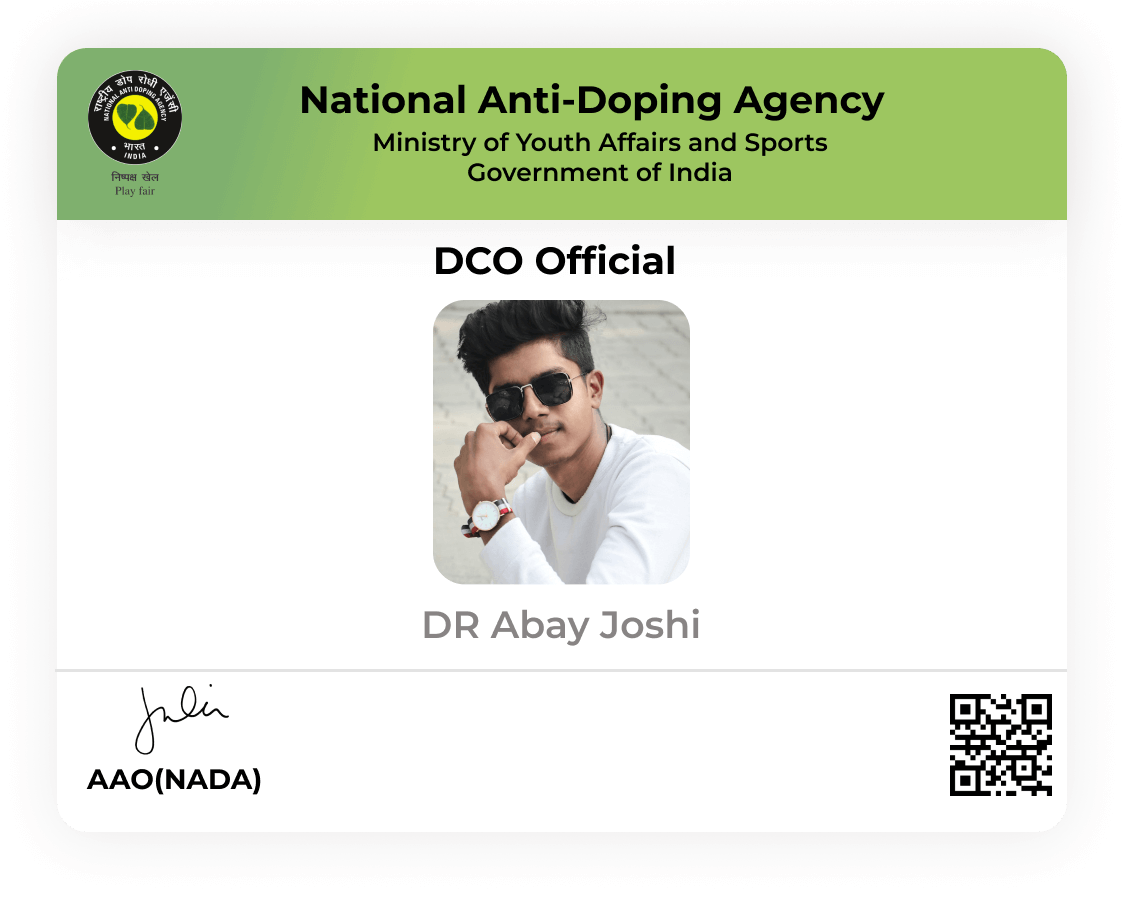 राष्ट्रीय डोप रोधी एजेंसी
NATIONAL ANTI DOPING AGENCY
भारत
INDIA
निष्पक्ष खेल
Play fair
National Anti-Doping Agency
Ministry of Youth Affairs and Sports
Government of India
DCO Official
DR Abay Joshi
AAO(NADA)